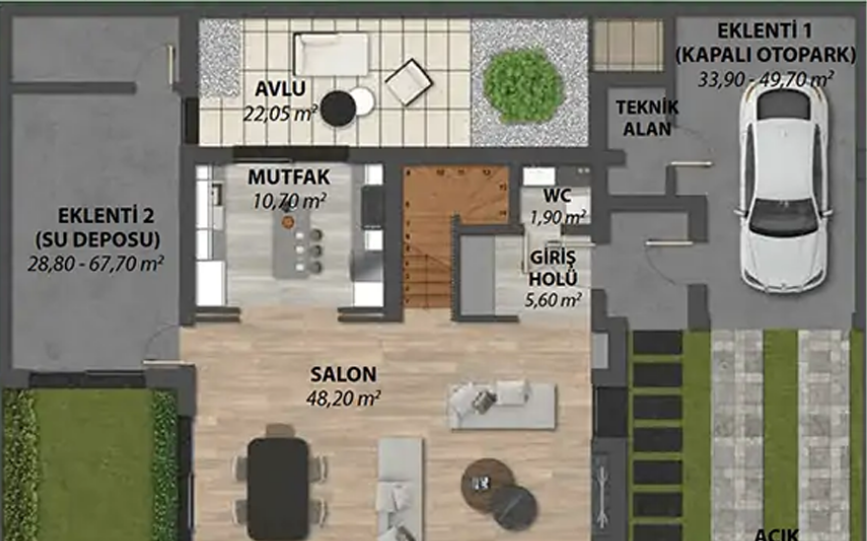 EKLENTİ 1
(KAPALI OTOPARK)
33,90 - 49,70 m²
AVLU
22,05 m²
TEKNİK
ALAN
MUTFAK
10,70 m²
WC
1,90 m²
EKLENTİ 2
(SU DEPOSU)
28,80 - 67,70 m²
GİRİŞ
HOLÜ
5,60 m²
SALON
48,20 m²
AÇIK